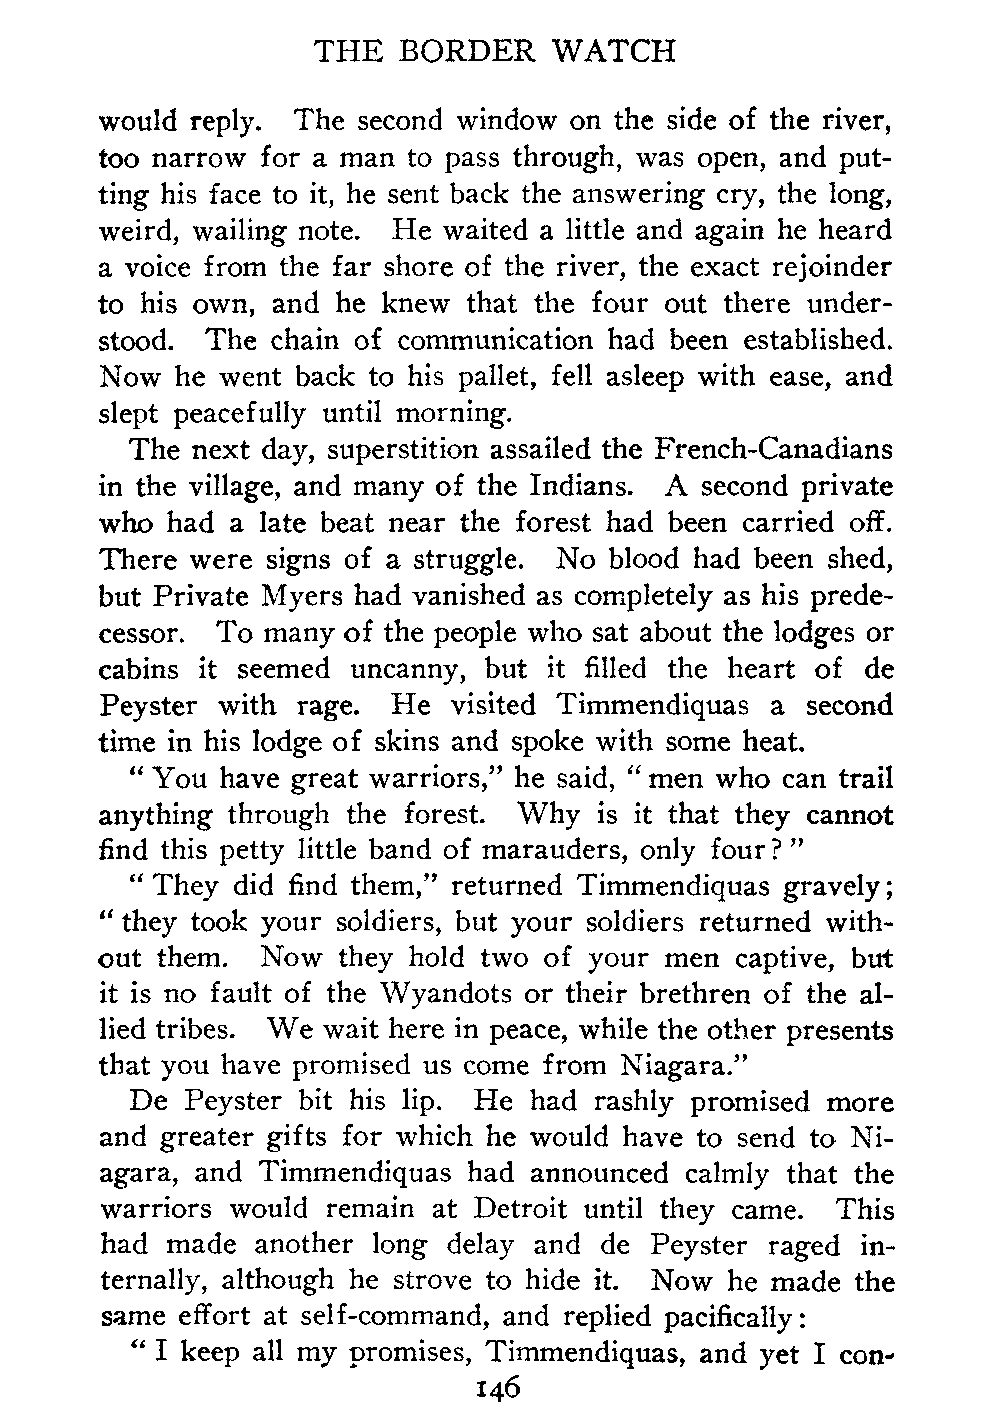 THE BORDER WATCH
would reply. The second window on the side of the river,
too narrow for a man to pass through, was open, and put-
ting his face to it, he sent back the answering cry, the long,
weird, wailing note. He waited a little and again he heard
a voice from the far shore of the river, the exact rejoinder
to his own, and he knew that the four out there under-
stood. The chain of communication had been established.
Now he went back to his pallet, fell asleep with ease, and
slept peacefully until morning.
The next day, superstition assailed the French-Canadians
in the village, and many of the Indians. A second private
who had a late beat near the forest had been carried off.
There were signs of a struggle. No blood had been shed,
but Private Myers had vanished as completely as his prede-
cessor. To many of the people who sat about the lodges or
cabins it seemed uncanny, but it filled the heart of de
Peyster with rage. He visited Timmendiquas a second
time in his lodge of skins and spoke with some heat.
" You have great warriors," he said, " men who can trail
anything through the forest. Why is it that they cannot
find this petty little band of marauders, only four? "
" They did find them," returned Timmendiquas gravely;
" they took your soldiers, but your soldiers returned with-
out them. Now they hold two of your men captive, but
it is no fault of the Wyandots or their brethren of the al-
lied tribes. We wait here in peace, while the other presents
that you have promised us come from Niagara."
De Peyster bit his lip. He had rashly promised more
and greater gifts for which he would have to send to Ni-
agara, and Timmendiquas had announced calmly that the
warriors would remain at Detroit until they came. This
had made another long delay and de Peyster raged in-
ternally, although he strove to hide it. Now he made the
same effort at self-command, and replied pacifically:
" I keep all my promises, Timmendiquas, and yet I con-
146